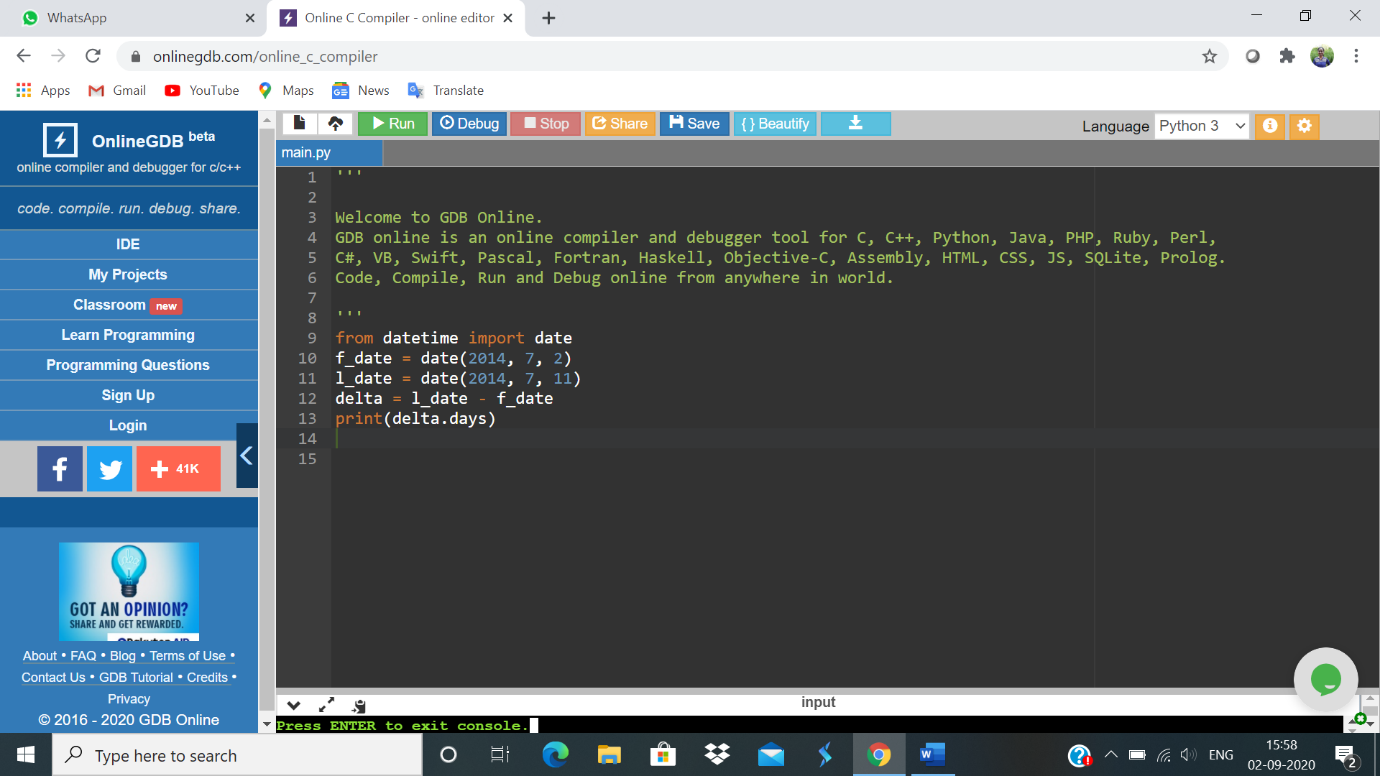 WhatsApp
Online C Compiler - online editor
onlinegdb.com/online_c_compiler
Apps Gmail YouTube Maps News Translate
OnlineGDB beta
online compiler and debugger for c/c++
code. compile. run. debug. share.
IDE
My Projects
Classroom new
Learn Programming
Programming Questions
Sign Up
Login
f + 41K
GOT AN OPINION?
SHARE AND GET REWARDED.
About • FAQ • Blog • Terms of Use •
Contact Us • GDB Tutorial • Credits •
Privacy
© 2016 - 2020 GDB Online
Run Debug Stop Share Save { } Beautify Language Python 3
main.py
1 '''
2
3 Welcome to GDB Online.
4 GDB online is an online compiler and debugger tool for C, C++, Python, Java, PHP, Ruby, Perl,
5 C#, VB, Swift, Pascal, Fortran, Haskell, Objective-C, Assembly, HTML, CSS, JS, SQLite, Prolog.
6 Code, Compile, Run and Debug online from anywhere in world.
7
8 '''
9 from datetime import date
10 f_date = date(2014, 7, 2)
11 l_date = date(2014, 7, 11)
12 delta = l_date - f_date
13 print(delta.days)
14
15
input
Press ENTER to exit console.
Type here to search
ENG
15:58
02-09-2020
2